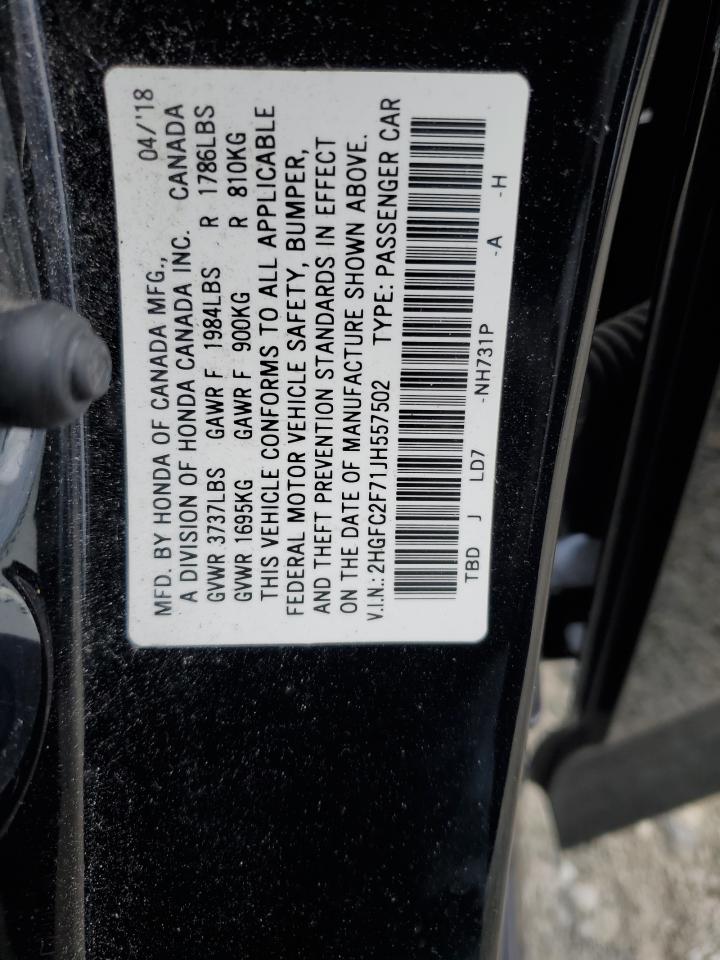 MFD. BY HONDA OF CANADA MFG., 04/'18
A DIVISION OF HONDA CANADA INC. CANADA
GVWR 3737LBS GAWR F 1984LBS R 1786LBS
GVWR 1695KG GAWR F 900KG R 810KG
THIS VEHICLE CONFORMS TO ALL APPLICABLE
FEDERAL MOTOR VEHICLE SAFETY, BUMPER,
AND THEFT PREVENTION STANDARDS IN EFFECT
ON THE DATE OF MANUFACTURE SHOWN ABOVE.
V.I.N.: 2HGFC2F71JH557502 TYPE: PASSENGER CAR
TBD J LD7 -NH731P -A -H